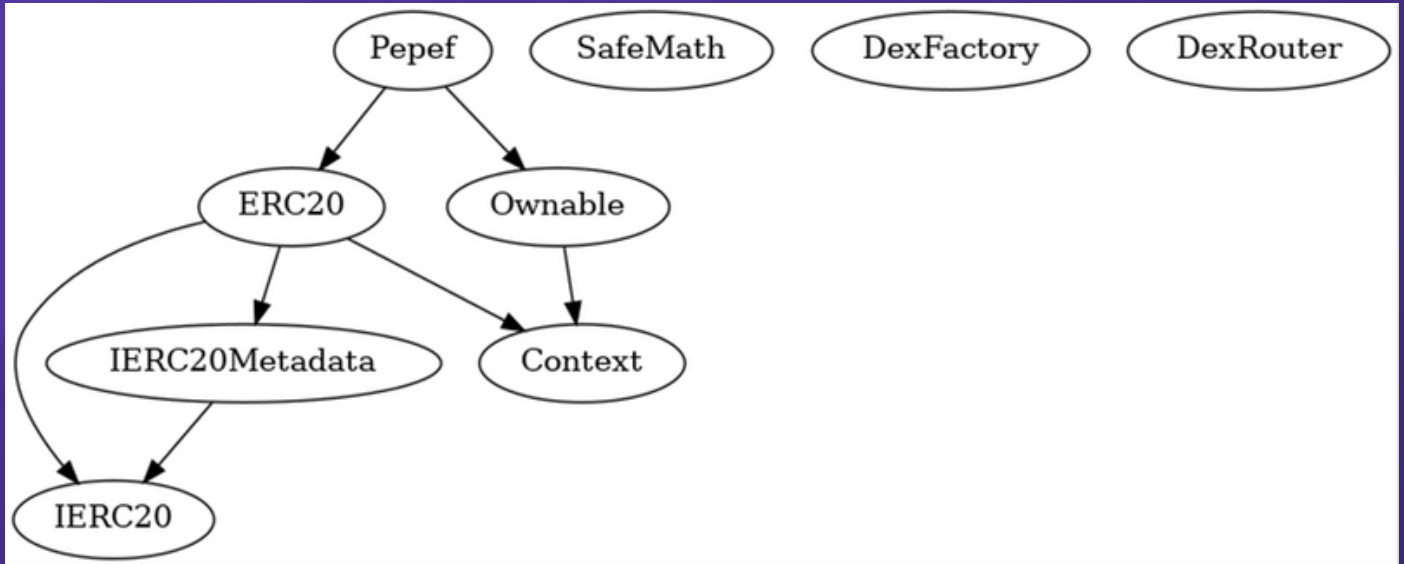 Pepef
SafeMath
DexFactory
DexRouter
ERC20
Ownable
IERC20Metadata
Context
IERC20